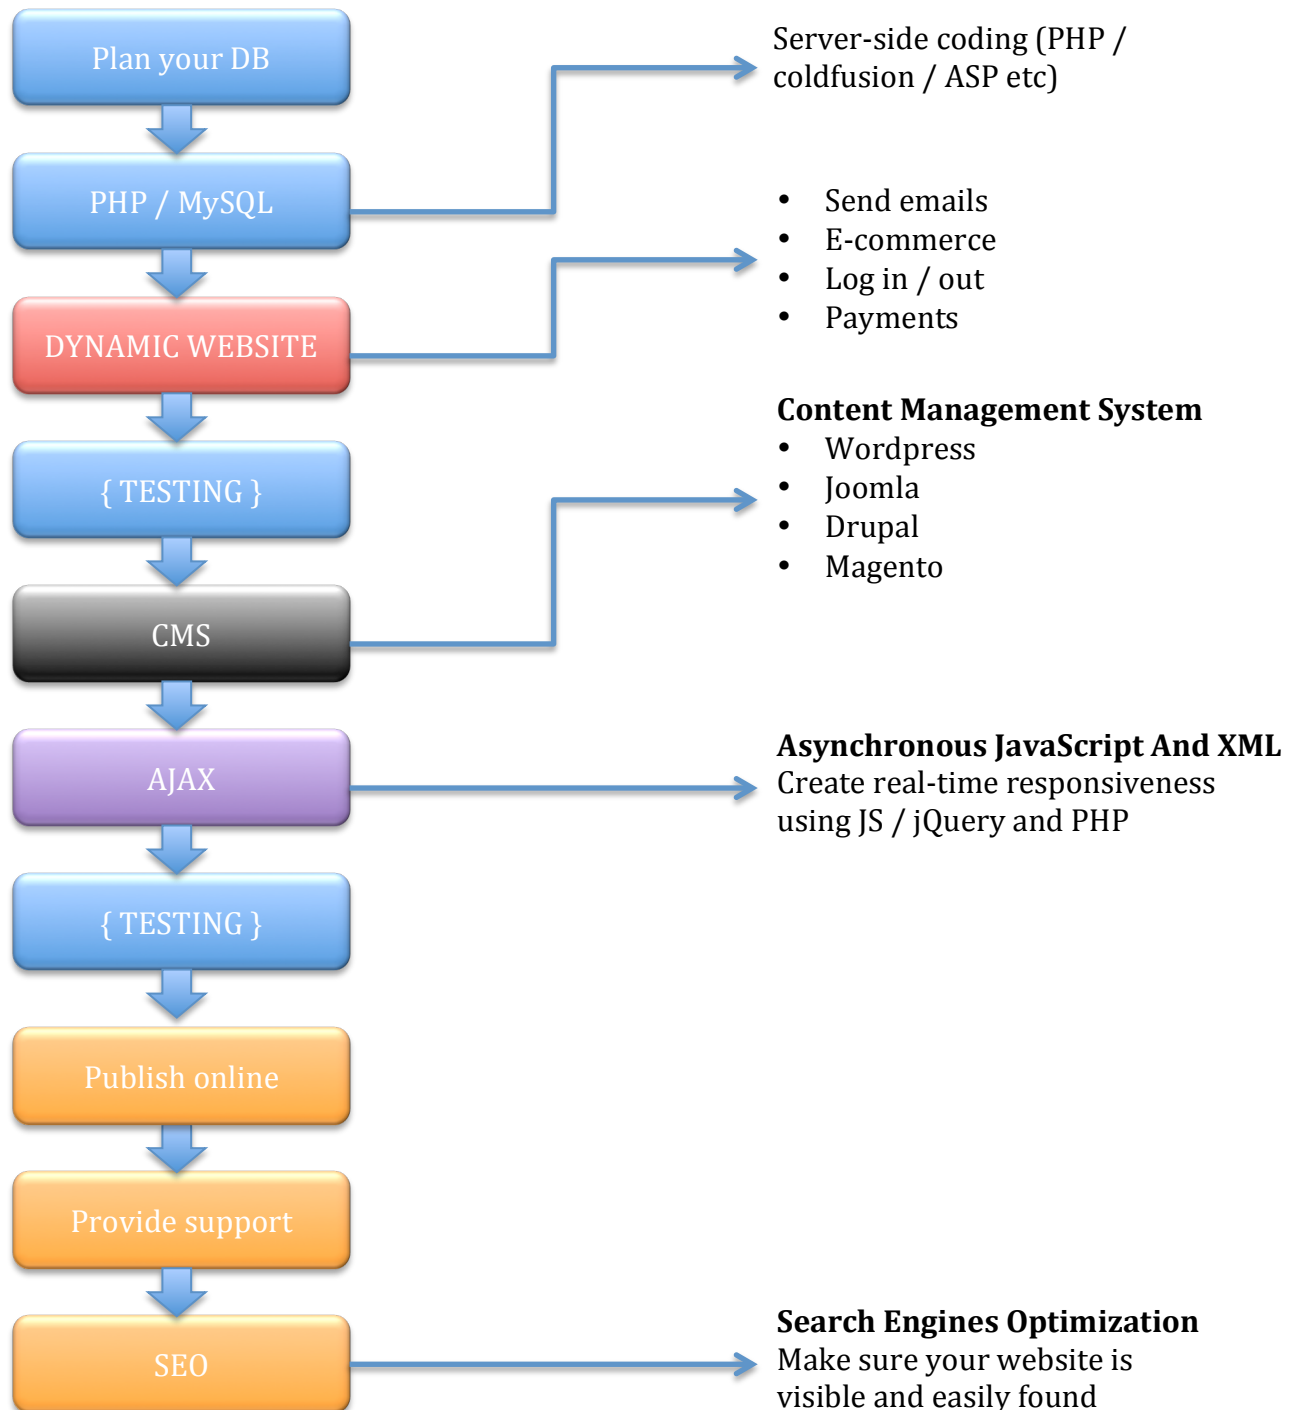 Plan your DB
Server-side coding (PHP /
coldfusion / ASP etc)
PHP / MySQL
• Send emails
• E-commerce
• Log in / out
• Payments
DYNAMIC WEBSITE
{ TESTING }
Content Management System
• Wordpress
• Joomla
• Drupal
• Magento
CMS
AJAX
Asynchronous JavaScript And XML
Create real-time responsiveness
using JS / jQuery and PHP
{ TESTING }
Publish online
Provide support
SEO
Search Engines Optimization
Make sure your website is
visible and easily found